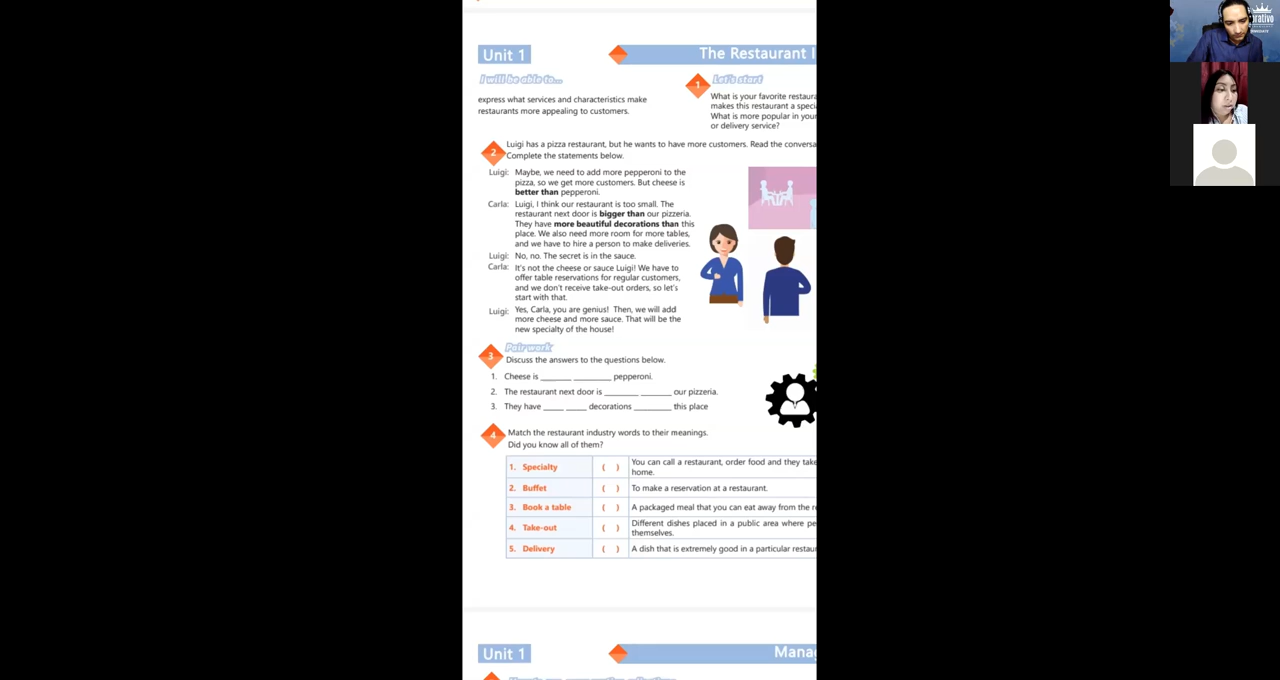 Unit 1
The Restaurant
I will be able to...
express what services and characteristics make
restaurants more appealing to customers.
1
Let's start
What is your favorite
makes this restaurant a
What is more popular in your
or delivery service?
2
Luigi has a pizza restaurant, but he wants to have more customers. Read the
Complete the statements below.
Luigi: Maybe, we need to add more pepperoni to the
pizza, so we get more customers. But cheese is
better than pepperoni.
Carla: Luigi, I think our restaurant is too small. The
restaurant next door is bigger than our pizzeria.
They have more beautiful decorations than this
place. We also need more room for more tables,
and we have to hire a person to make deliveries.
Luigi: No, no. The secret is in the sauce.
Carla: It's not the cheese or sauce Luigi! We have to
offer table reservations for regular customers,
and we don't receive take-out orders, so let's
start with that.
Luigi: Yes, Carla, you are genius! Then, we will add
more cheese and more sauce. That will be the
new specialty of the house!
3
Pair work
Discuss the answers to the questions below.
1. Cheese is _______ _________ pepperoni.
2. The restaurant next door is ________ _______ our pizzeria.
3. They have _____ _____ decorations _________ this place
4
Match the restaurant industry words to their meanings.
Did you know all of them?
1. Specialty ( ) You can call a restaurant, order food and they take
home.
2. Buffet ( ) To make a reservation at a restaurant.
3. Book a table ( ) A packaged meal that you can eat away from the
4. Take-out ( ) Different dishes placed in a public area where
themselves.
5. Delivery ( ) A dish that is extremely good in a particular
Unit 1